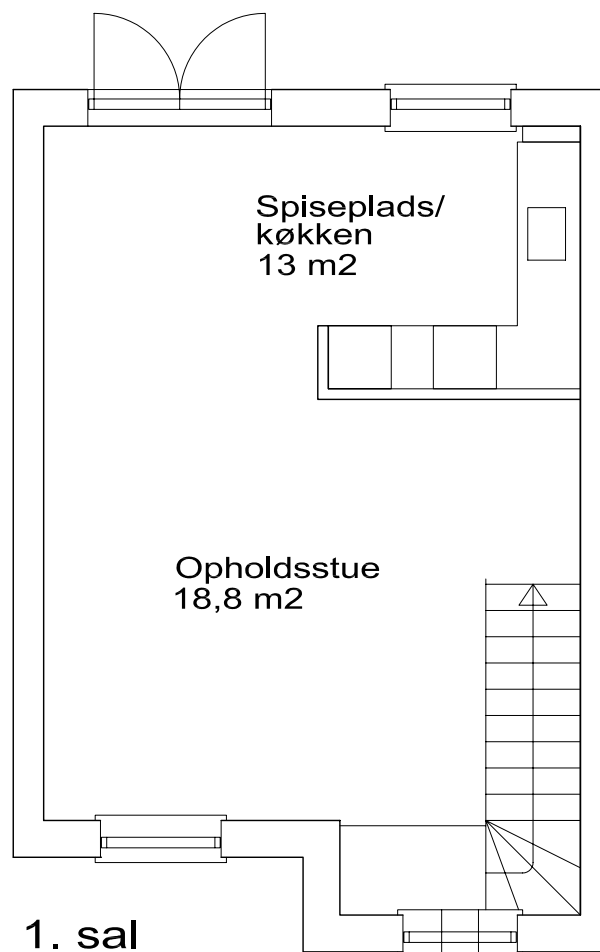 Spiseplads/
køkken
13 m2
Opholdsstue
18,8 m2
1. sal